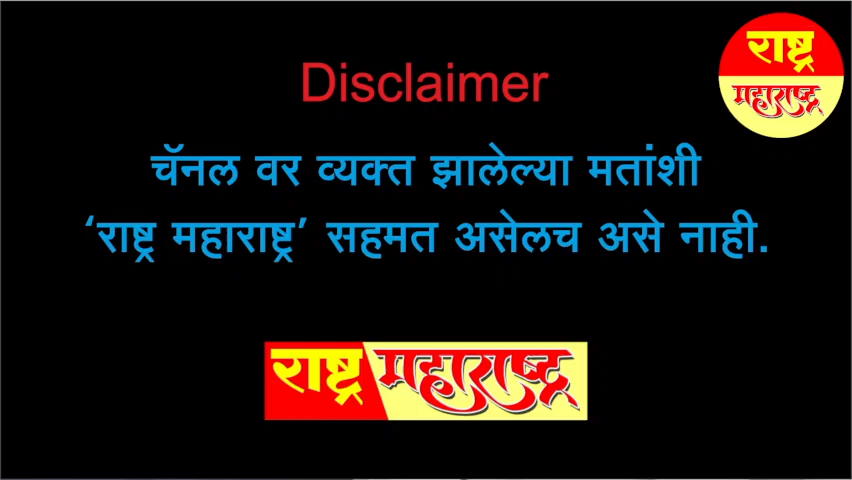 राष्ट्र
महाराष्ट्र
Disclaimer
चॅनल वर व्यक्त झालेल्या मतांशी
‘राष्ट्र महाराष्ट्र’ सहमत असेलच असे नाही.
राष्ट्र महाराष्ट्र